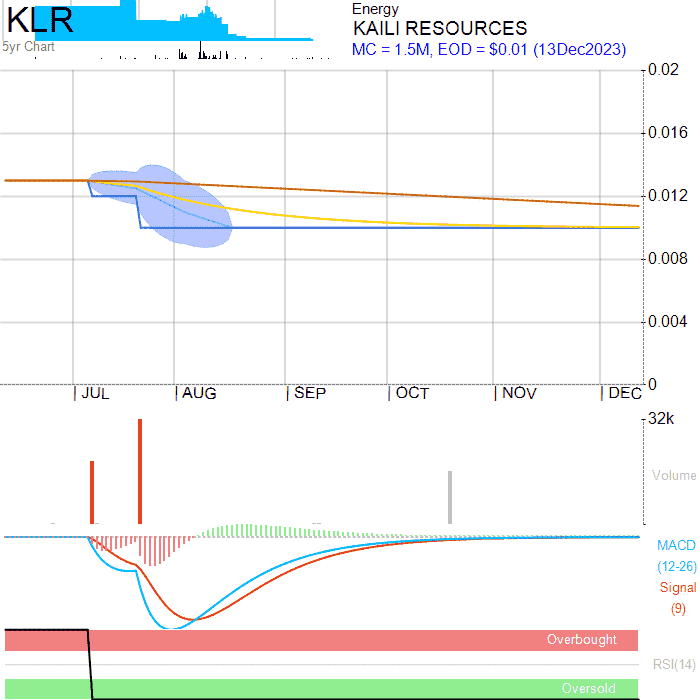 KLR
5yr Chart
Energy
KAILI RESOURCES
MC = 1.5M, EOD = $0.01 (13Dec2023)
0.02
0.016
0.012
0.008
0.004
0
JUL AUG SEP OCT NOV DEC
32k
Volume
MACD
(12-26)
Signal
(9)
Overbought
RSI(14)
Oversold